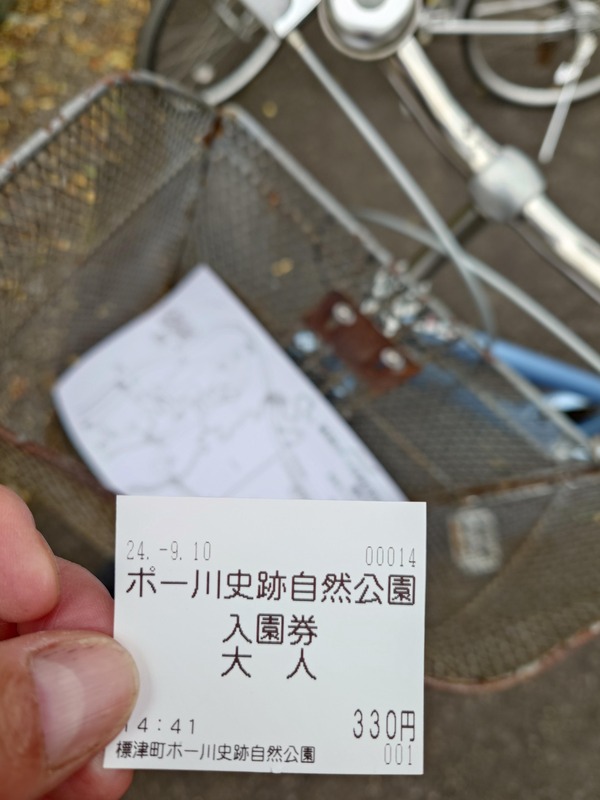 24.-9.10 00014
ポー川史跡自然公園
入園券
大 人
14:41 330円
標津町ポー川史跡自然公園 001